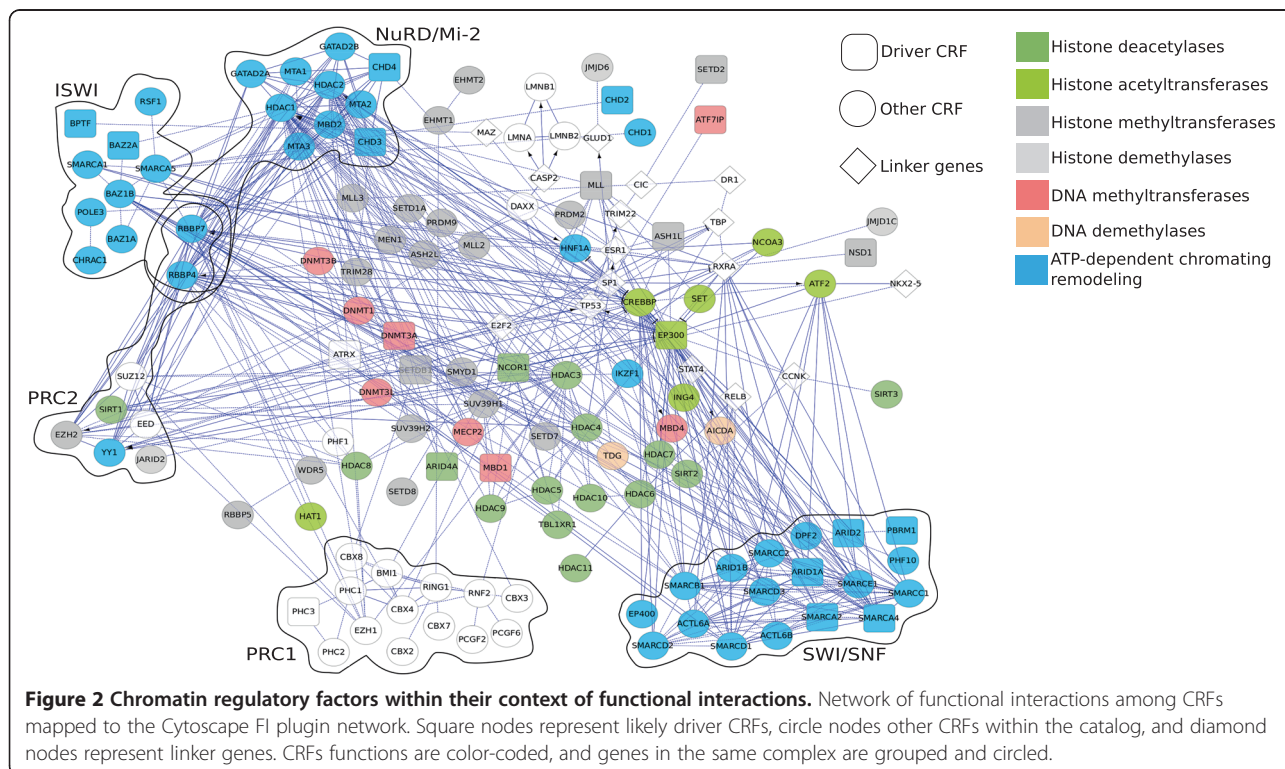 NuRD/Mi-2
GATAD2B
GATAD2A
MTA1
CHD4
HDAC2
HDAC1
MTA2
MBD2
MTA3
CHD3
ISWI
RSF1
BPTF
BAZ2A
SMARCA1
SMARCA5
BAZ1B
POLE3
BAZ1A
CHRAC1
RBBP7
RBBP4
EHMT2
EHMT1
JMJD6
LMNB1
CHD2
SETD2
MAZ
LMNA
LMNB2
GLUD1
CHD1
ATF7IP
CASP2
MLL
CIC
DR1
MLL3
SETD1A
DAXX
PRDM9
PRDM2
TRIM22
TBP
JMJD1C
MEN1
ASH2L
MLL2
HNF1A
ESR1
ASH1L
NCOA3
NSD1
DNMT3B
TRIM28
RXRA
SP1
ATF2
NKX2-5
DNMT1
TP53
CREBBP
SET
E2F2
DNMT3A
EP300
ATRX
SETDB1
SMYD1
NCOR1
HDAC3
IKZF1
STAT4
CCNK
SUZ12
PRC2
SIRT1
EED
EZH2
YY1
JARID2
DNMT3L
SUV39H1
ING4
RELB
SIRT3
SUV39H2
MECP2
SETD7
HDAC4
MBD4
AICDA
PHF1
HDAC8
ARID4A
MBD1
TDG
HDAC7
SIRT2
WDR5
SETD8
HDAC9
HDAC5
HDAC10
HDAC6
RBBP5
HAT1
TBL1XR1
HDAC11
CBX8
BMI1
PHC1
RING1
RNF2
CBX3
PHC3
CBX4
EZH1
CBX7
PCGF2
PCGF6
PHC2
CBX2
PRC1
DPF2
ARID2
PBRM1
SMARCC2
PHF10
ARID1B
ARID1A
SMARCB1
SMARCD3
SMARCE1
SMARCC1
EP400
ACTL6A
SMARCA2
SMARCA4
SMARCD2
SMARCD1
ACTL6B
SWI/SNF
Driver CRF
Other CRF
Linker genes
Histone deacetylases
Histone acetyltransferases
Histone methyltransferases
Histone demethylases
DNA methyltransferases
DNA demethylases
ATP-dependent chromating
remodeling
Figure 2 Chromatin regulatory factors within their context of functional interactions. Network of functional interactions among CRFs
mapped to the Cytoscape FI plugin network. Square nodes represent likely driver CRFs, circle nodes other CRFs within the catalog, and diamond
nodes represent linker genes. CRFs functions are color-coded, and genes in the same complex are grouped and circled.